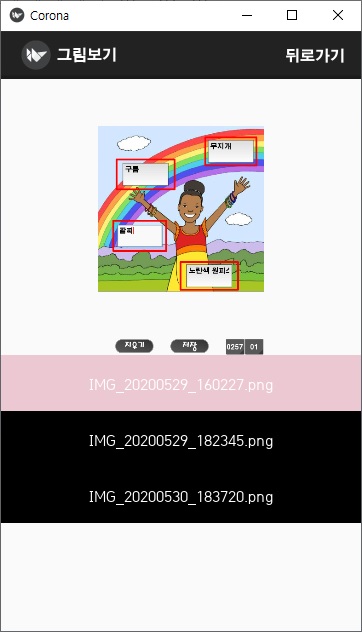 Corona
그림보기
뒤로가기
무지개
구름
팔찌
노란색 원피스
지우기
저장
0257
01
IMG_20200529_160227.png
IMG_20200529_182345.png
IMG_20200530_183720.png